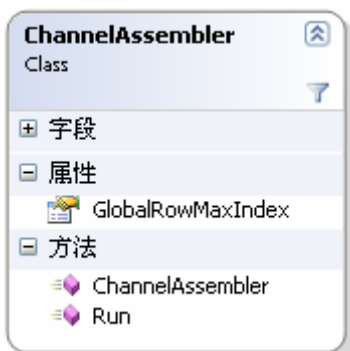 ChannelAssembler
Class
字段
属性
GlobalRowMaxIndex
方法
ChannelAssembler
Run